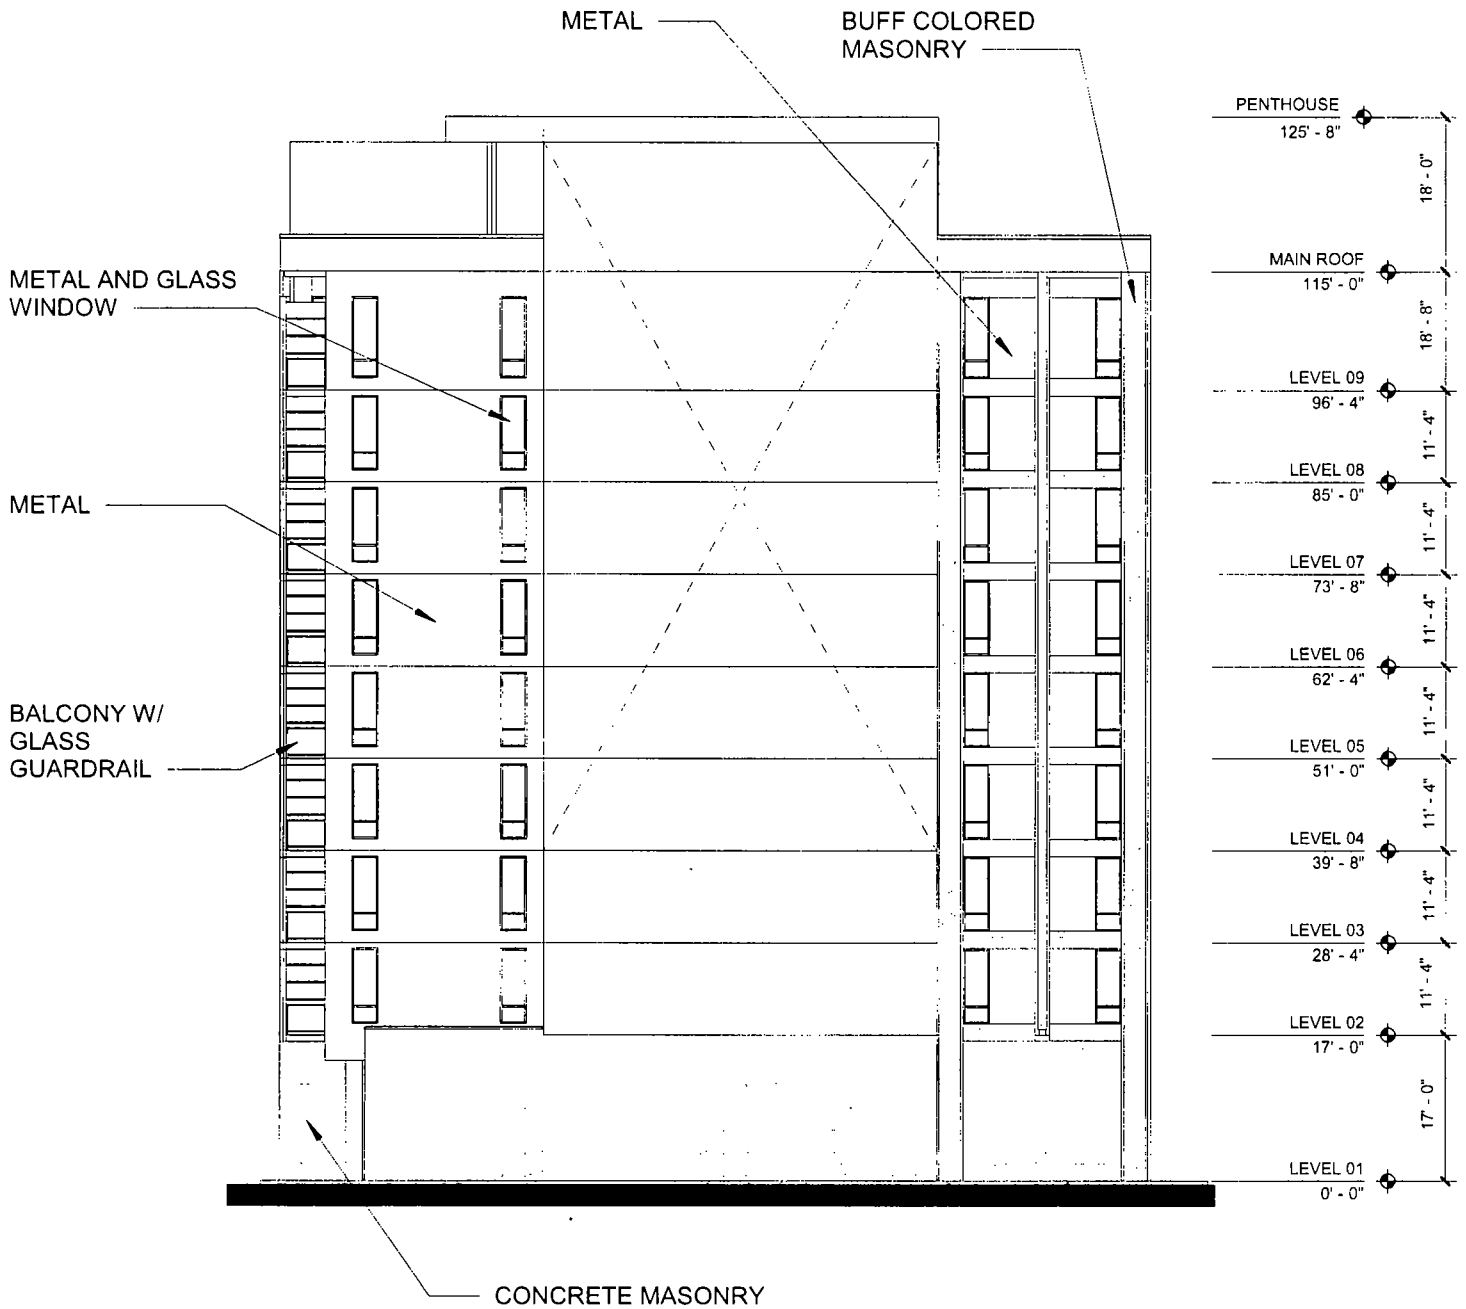 METAL
BUFF COLORED
MASONRY
PENTHOUSE
125' - 8"
18' - 0"
MAIN ROOF
115' - 0"
METAL AND GLASS
WINDOW
18' - 8"
LEVEL 09
96' - 4"
11' - 4"
LEVEL 08
85' - 0"
METAL
11' - 4"
LEVEL 07
73' - 8"
11' - 4"
LEVEL 06
62' - 4"
11' - 4"
BALCONY W/
GLASS
GUARDRAIL
LEVEL 05
51' - 0"
11' - 4"
LEVEL 04
39' - 8"
11' - 4"
LEVEL 03
28' - 4"
11' - 4"
LEVEL 02
17' - 0"
17' - 0"
LEVEL 01
0' - 0"
CONCRETE MASONRY